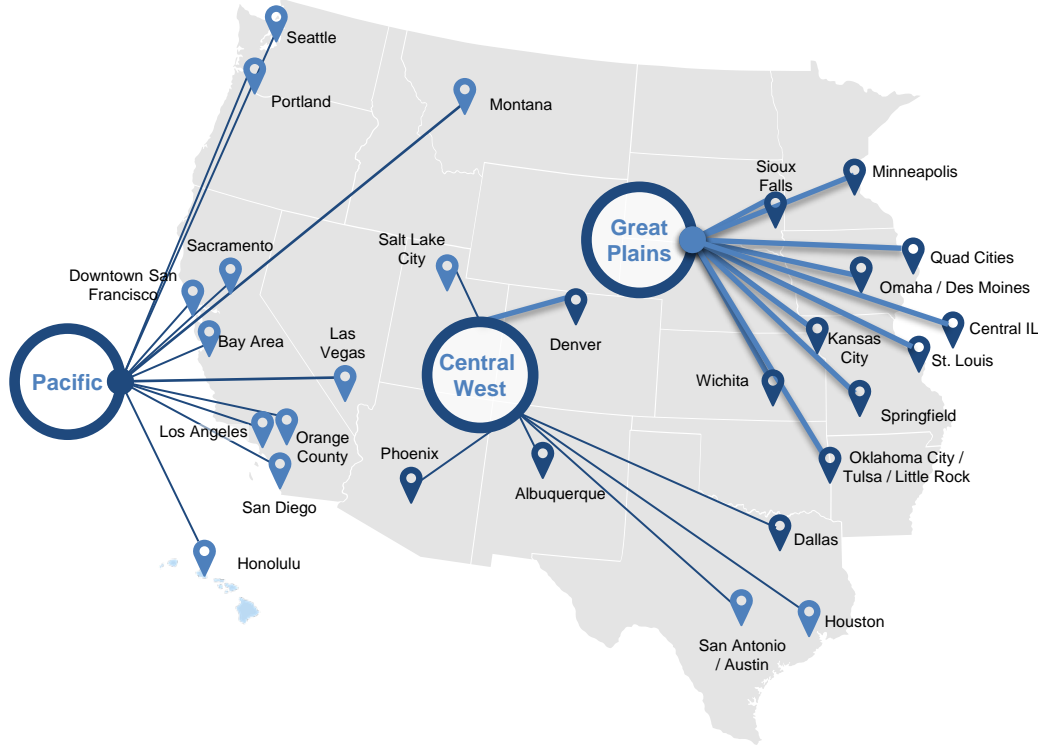 Seattle
Portland
Montana
Sioux
Falls
Minneapolis
Great
Plains
Salt Lake
City
Sacramento
Downtown San
Francisco
Quad Cities
Omaha / Des Moines
Bay Area
Las
Vegas
Denver
Kansas
City
Central IL
St. Louis
Pacific
Central
West
Wichita
Springfield
Los Angeles
Orange
County
Phoenix
Albuquerque
Oklahoma City /
Tulsa / Little Rock
San Diego
Dallas
Honolulu
Houston
San Antonio
/ Austin